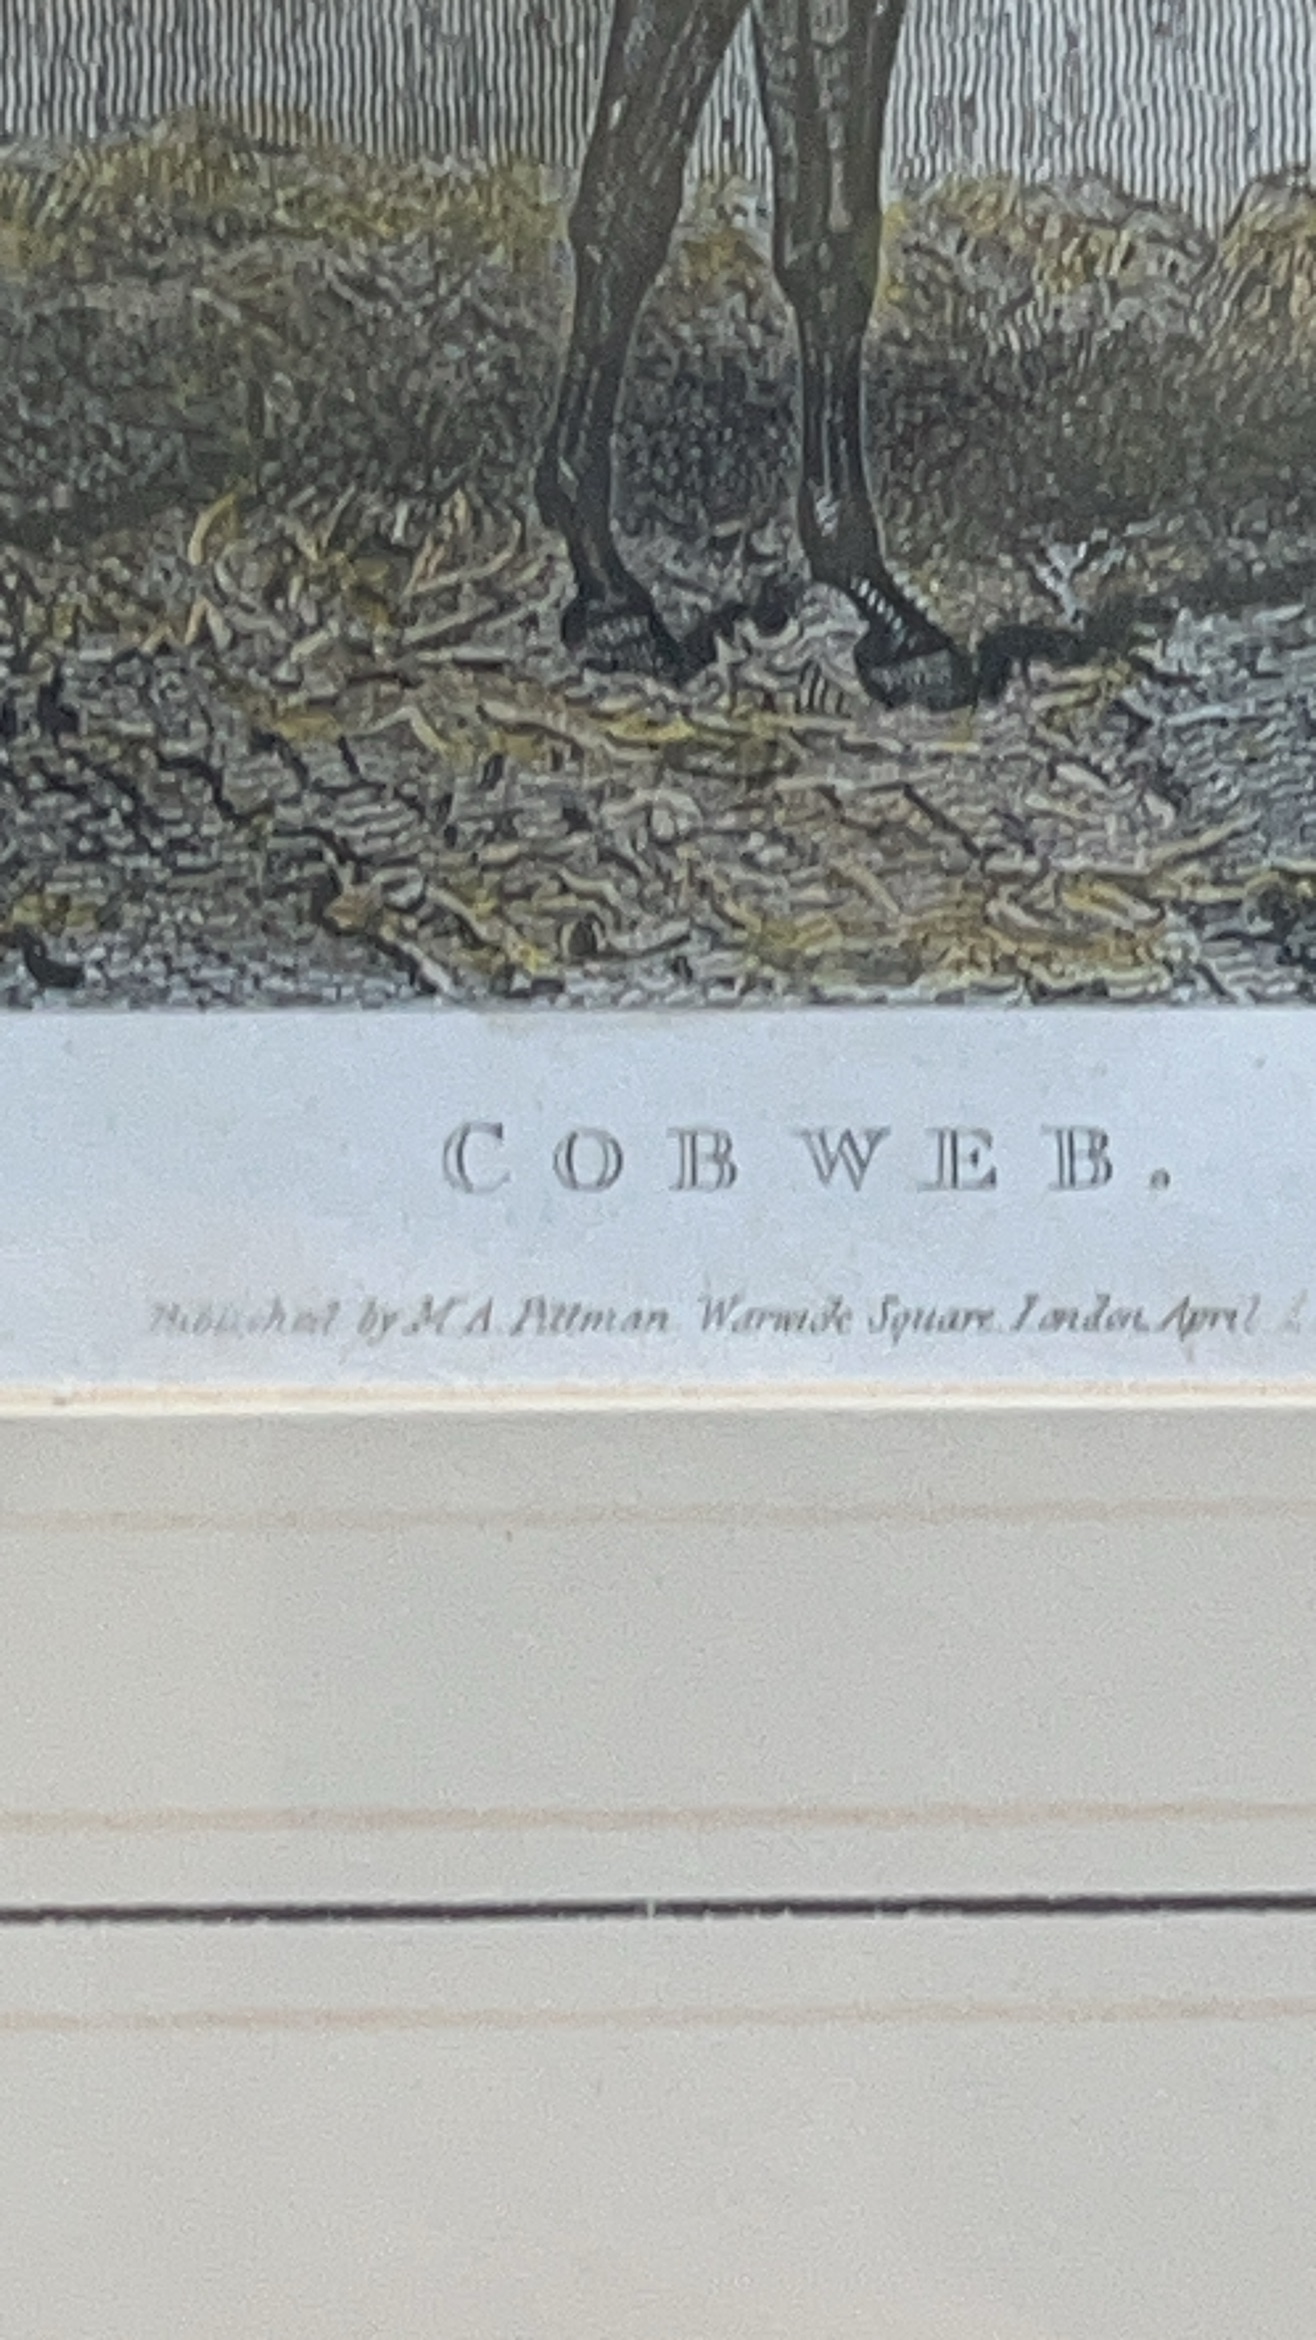 COBWEB.
Published by M. A. Pittman Warwick Square London, April